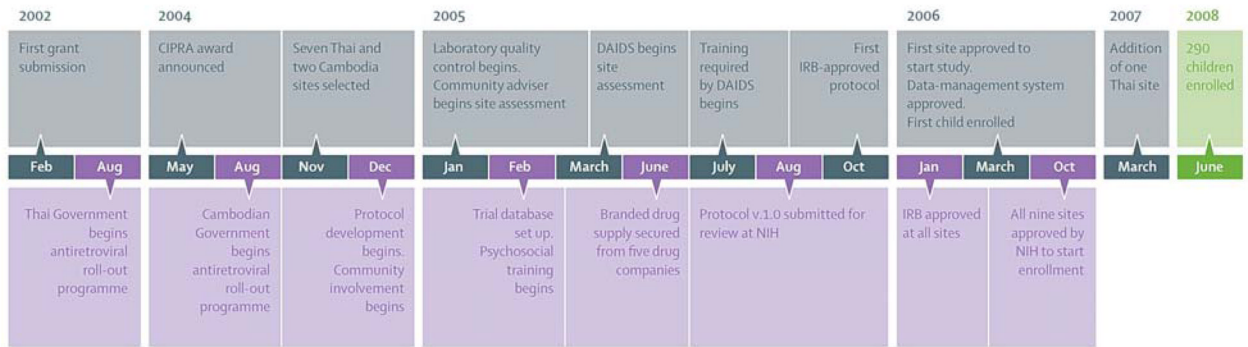 2002
2004
2005
2006
2007
2008
First grant
submission
CIPRA award
announced
Seven Thai and
two Cambodia
sites selected
Laboratory quality
control begins.
Community adviser
begins site assessment
DAIDS begins
site
assessment
Training
required
by DAIDS
begins
First
IRB-approved
protocol
First site approved to
start study.
Data-management system
approved.
First child enrolled
Addition
of one
Thai site
290
children
enrolled
Feb
Aug
May
Aug
Nov
Dec
Jan
Feb
March
June
July
Aug
Oct
Jan
March
Oct
March
June
Thai Government
begins
antiretroviral
roll-out
programme
Cambodian
Government
begins
antiretroviral
roll-out
programme
Protocol
development
begins.
Community
involvement
begins
Trial database
set up.
Psychosocial
training
begins
Branded drug
supply secured
from five drug
companies
Protocol v.1.0 submitted for
review at NIH
IRB approved
at all sites
All nine sites
approved by
NIH to start
enrollment